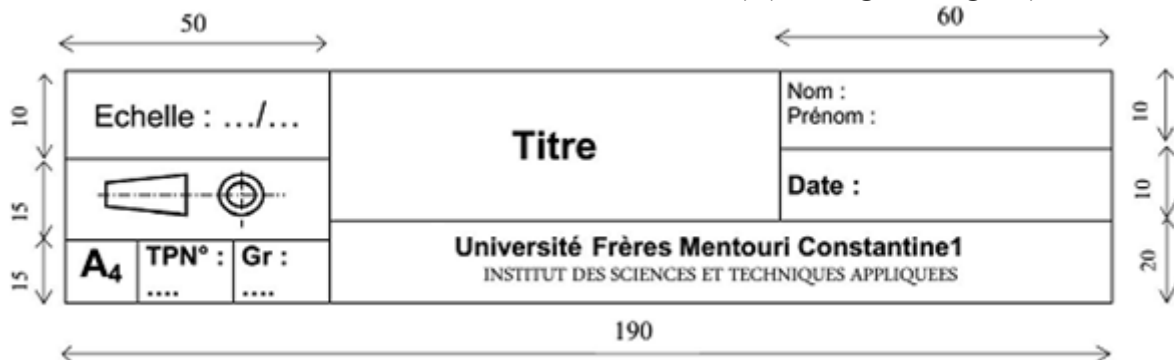 50
60
10
Echelle : .../...
Titre
Nom :
Prénom :
10
15
Date :
10
15
A4
TPN° :
....
Gr :
....
Université Frères Mentouri Constantine1
INSTITUT DES SCIENCES ET TECHNIQUES APPLIQUEES
20
190